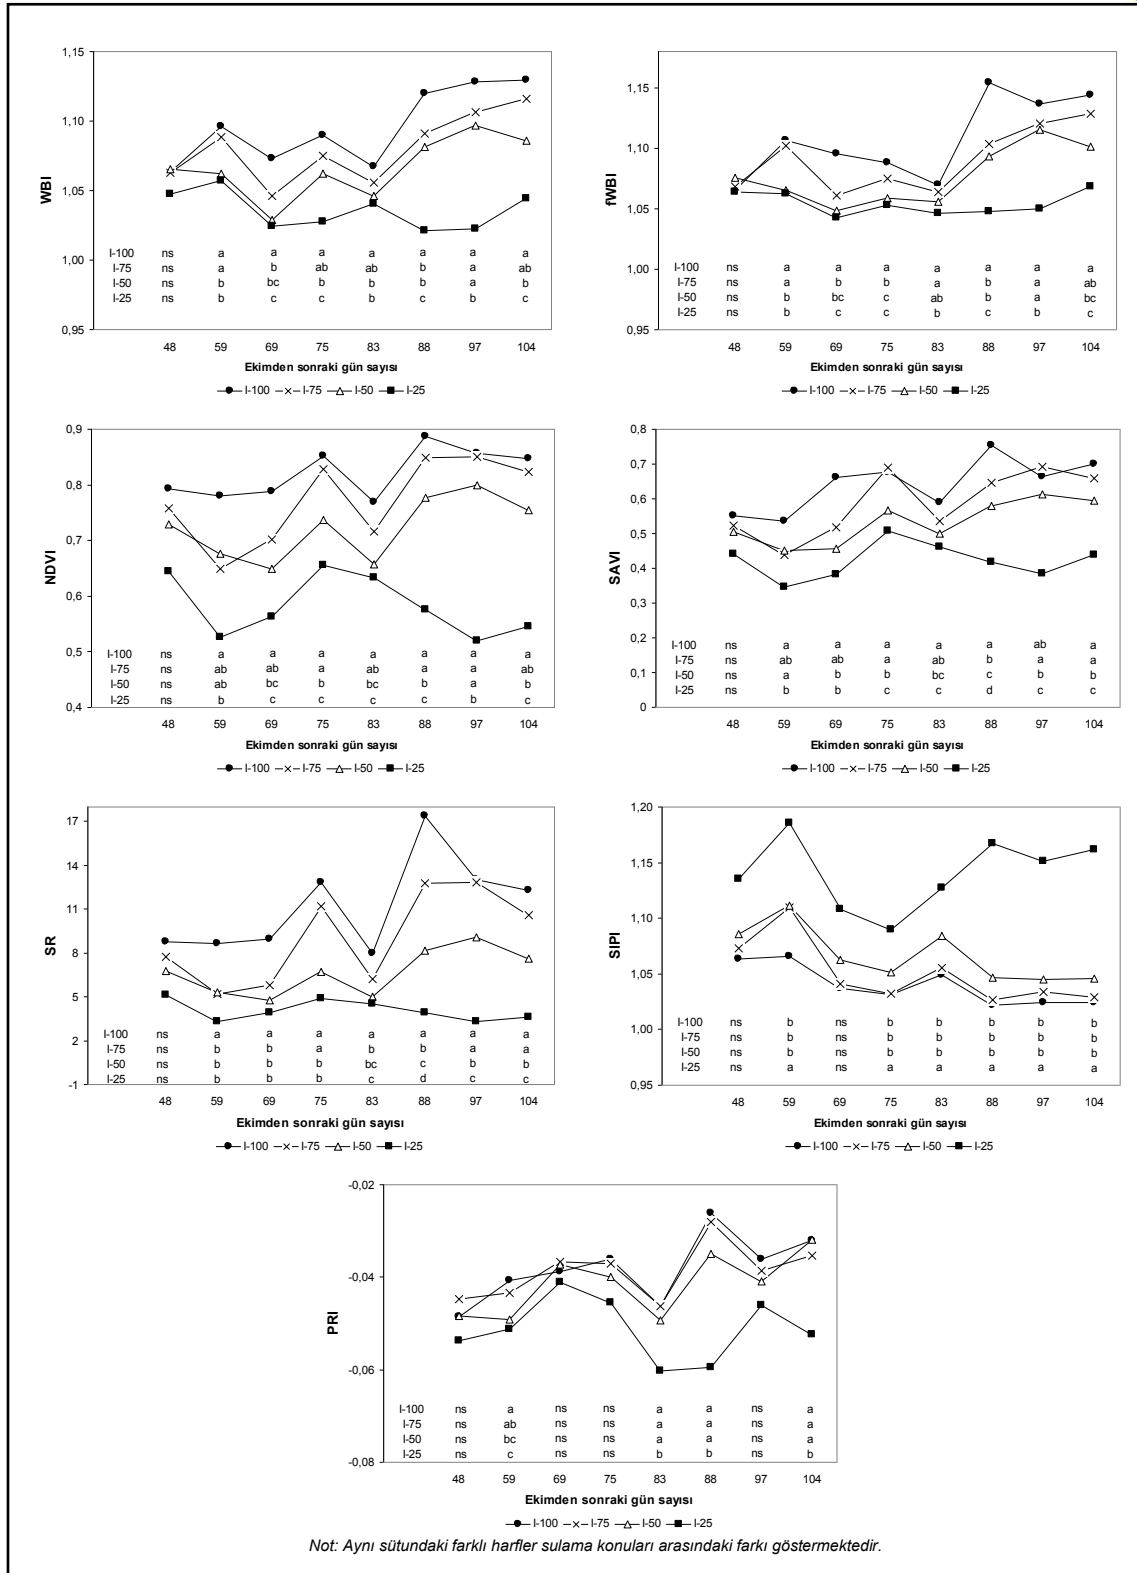 1,15
1,10
1,05
1,00
0,95
WBI
I-100 ns a a a a a a a
I-75 ns a b ab ab b a ab
I-50 ns b bc b b b a b
I-25 ns b c c b c b c
48 59 69 75 83 88 97 104
Ekimden sonraki gün sayısı
I-100 I-75 I-50 I-25
1,15
1,10
1,05
1,00
0,95
fWBI
I-100 ns a a a a a a a
I-75 ns a b b a b a ab
I-50 ns b bc c ab b a bc
I-25 ns b c c b c b c
48 59 69 75 83 88 97 104
Ekimden sonraki gün sayısı
I-100 I-75 I-50 I-25
0,9
0,8
0,7
0,6
0,5
0,4
NDVI
I-100 ns a a a a a a a
I-75 ns ab ab a ab a a ab
I-50 ns ab bc b bc b a b
I-25 ns b c c c c b c
48 59 69 75 83 88 97 104
Ekimden sonraki gün sayısı
I-100 I-75 I-50 I-25
0,8
0,7
0,6
0,5
0,4
0,3
0,2
0,1
0
SAVI
I-100 ns a a a a a ab a
I-75 ns ab ab a ab b a a
I-50 ns a b b bc c b b
I-25 ns b b c c d c c
48 59 69 75 83 88 97 104
Ekimden sonraki gün sayısı
I-100 I-75 I-50 I-25
17
14
11
8
5
2
-1
SR
I-100 ns a a a a a a a
I-75 ns b b a b b a a
I-50 ns b b b bc c b b
I-25 ns b b b c d c c
48 59 69 75 83 88 97 104
Ekimden sonraki gün sayısı
I-100 I-75 I-50 I-25
1,20
1,15
1,10
1,05
1,00
0,95
SIPI
I-100 ns b ns b b b b b
I-75 ns b ns b b b b b
I-50 ns b ns b b b b b
I-25 ns a ns a a a a a
48 59 69 75 83 88 97 104
Ekimden sonraki gün sayısı
I-100 I-75 I-50 I-25
-0,02
-0,04
-0,06
-0,08
PRI
I-100 ns a ns ns a a ns a
I-75 ns ab ns ns a a ns a
I-50 ns bc ns ns a a ns a
I-25 ns c ns ns b b ns b
48 59 69 75 83 88 97 104
Ekimden sonraki gün sayısı
I-100 I-75 I-50 I-25
Not: Aynı sütundaki farklı harfler sulama konuları arasındaki farkı göstermektedir.